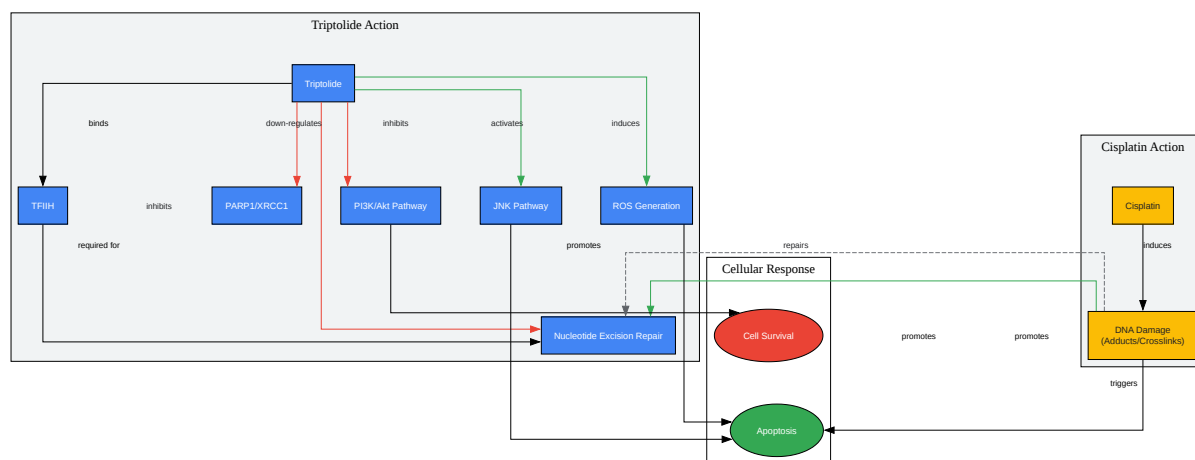 Triptolide Action
Triptolide
binds
down-regulates
inhibits
activates
induces
Cisplatin Action
TFIIH
inhibits
PARP1/XRCC1
PI3K/Akt Pathway
JNK Pathway
ROS Generation
Cisplatin
required for
promotes
repairs
induces
Cellular Response
Nucleotide Excision Repair
Cell Survival
promotes
promotes
DNA Damage
(Adducts/Crosslinks)
triggers
Apoptosis